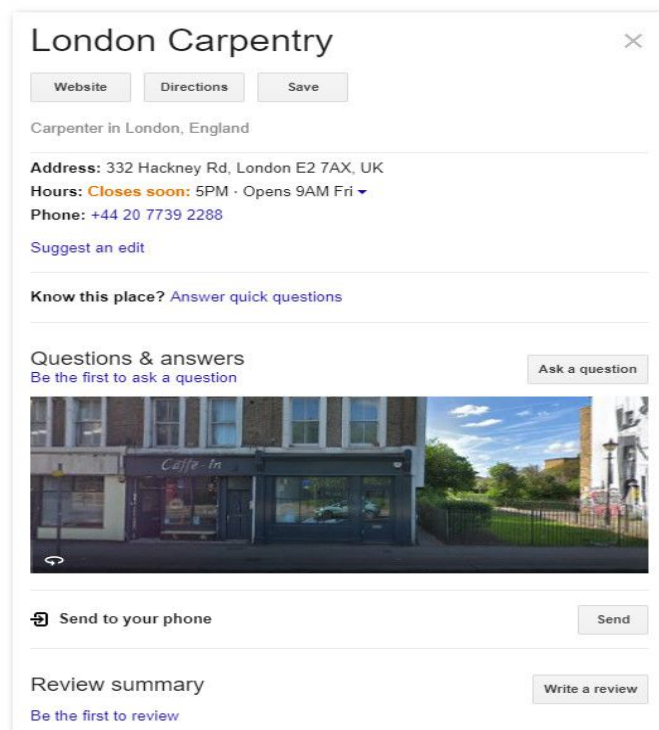 London Carpentry
Website Directions Save
Carpenter in London, England
Address: 332 Hackney Rd, London E2 7AX, UK
Hours: Closes soon: 5PM · Opens 9AM Fri
Phone: +44 20 7739 2288
Suggest an edit
Know this place? Answer quick questions
Questions & answers
Be the first to ask a question
Ask a question
Caffe-in
Send to your phone
Send
Review summary
Write a review
Be the first to review